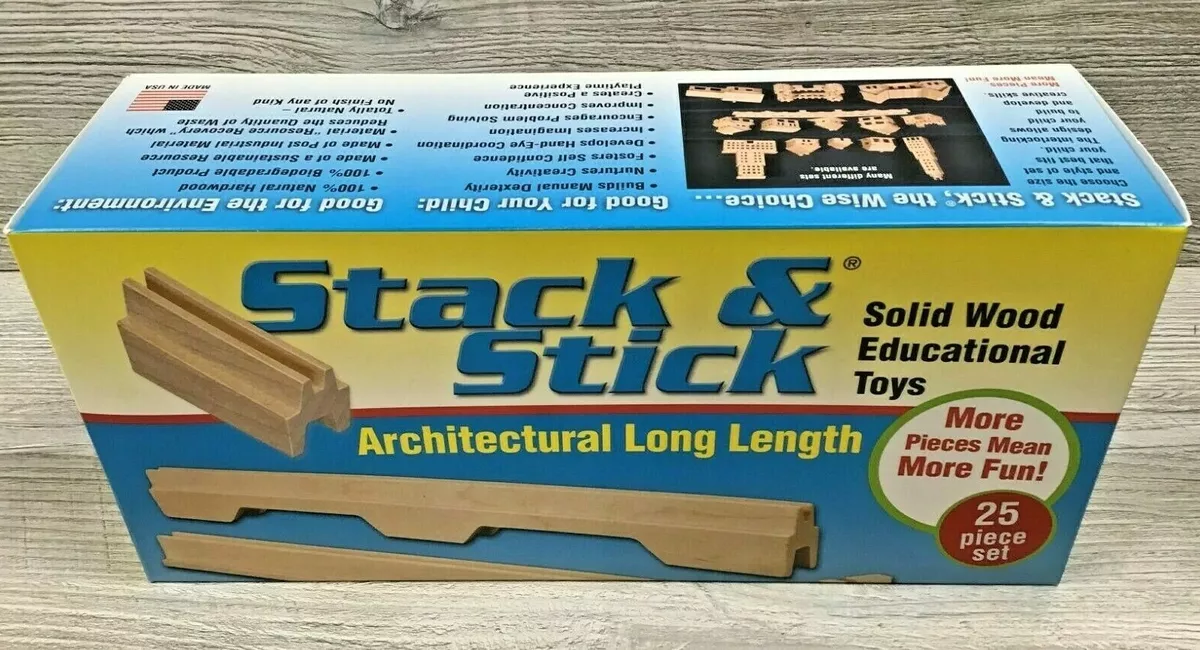 Stack & Stick® the Wise Choice...
Choose the size
and style of set
that best fits
your child.
The interlocking
design allows
your child
to build
and develop
creative skills.
More Pieces
Mean More Fun!
Many different sets
are available.
Good for Your Child:
• Builds Manual Dexterity
• Nurtures Creativity
• Fosters Self Confidence
• Develops Hand-Eye Coordination
• Increases Imagination
• Encourages Problem Solving
• Improves Concentration
• Creates a Posive
Playtime Experience
Good for the Environment:
• 100% Natural Hardwood
• 100% Biodegradable Product
• Made of a Sustainable Resource
• Made of Post Industrial Material
• Material "Resource Recovery" which
Reduces the Quantity of Waste
• Totally Natural –
No Finish of any Kind
MADE IN USA
Stack & ®
Stick
Solid Wood
Educational
Toys
Architectural Long Length
More
Pieces Mean
More Fun!
25
piece
set